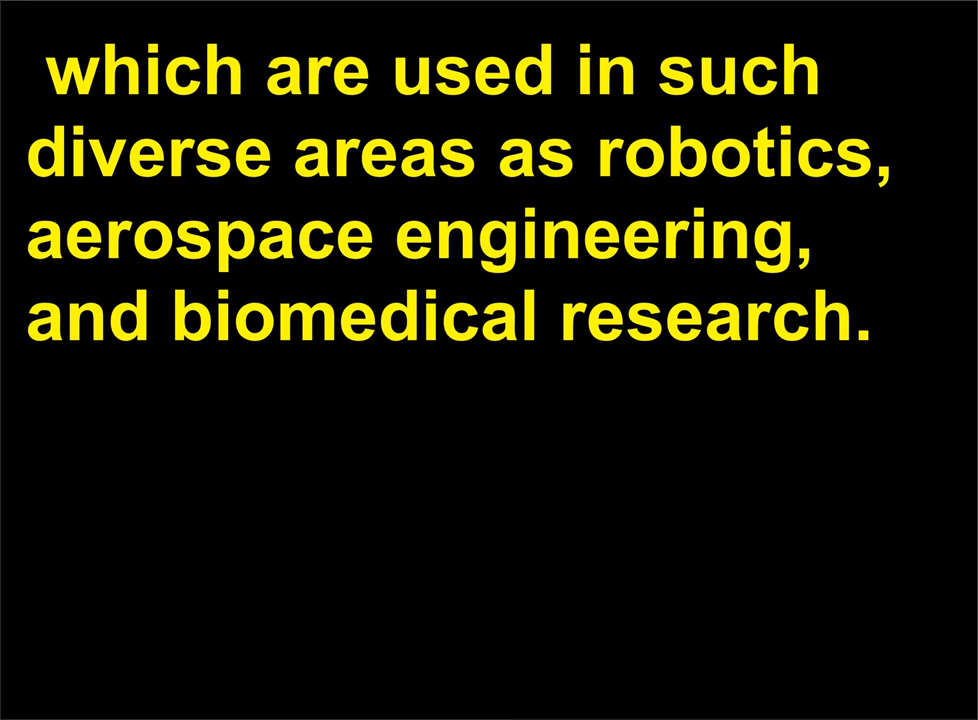 which are used in such
diverse areas as robotics,
aerospace engineering,
and biomedical research.